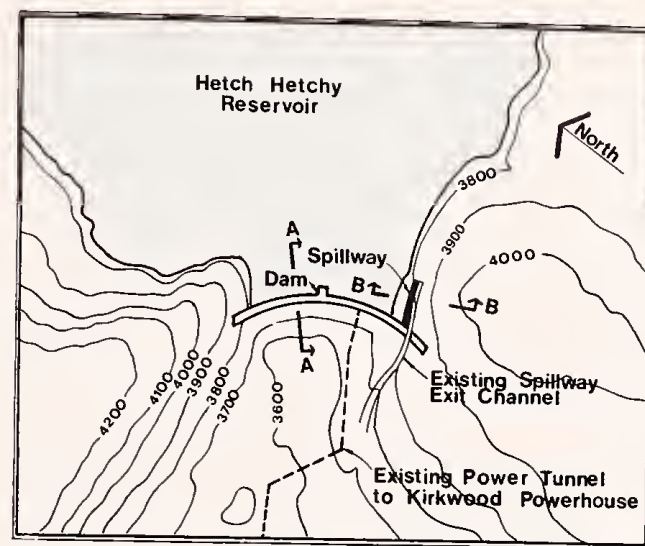 Hetch Hetchy
Reservoir
North
3800
3900
4000
A
Spillway
Dam
B
B
A
Existing Spillway
Exit Channel
4200
4100
4000
3900
3800
3700
3600
Existing Power Tunnel
to Kirkwood Powerhouse